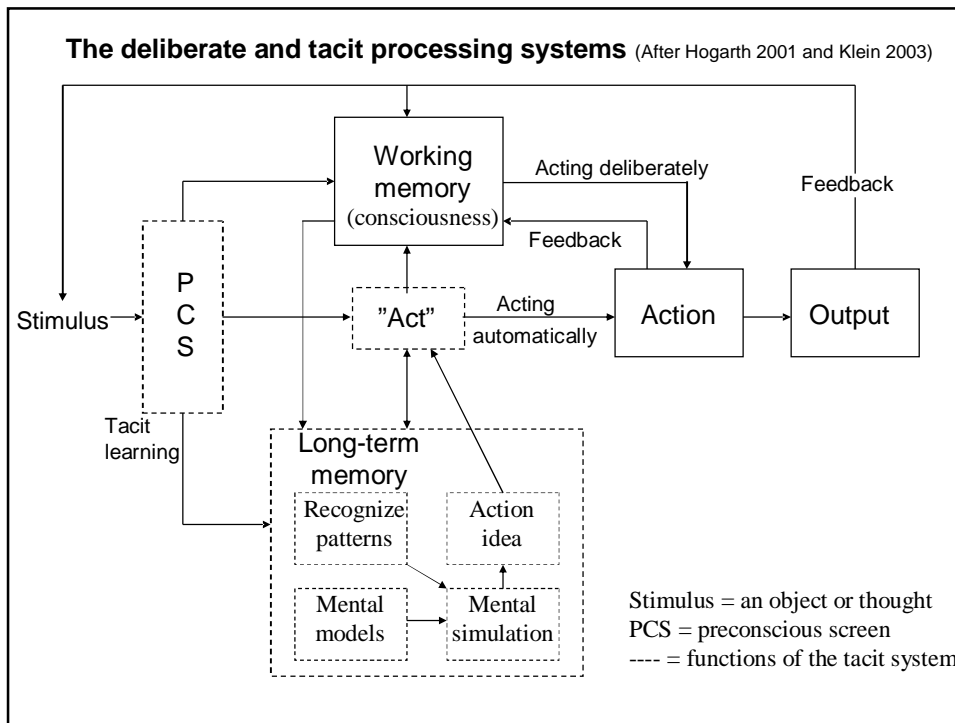 The deliberate and tacit processing systems (After Hogarth 2001 and Klein 2003)
Working
memory
(consciousness)
Acting deliberately
Feedback
Feedback
P
C
S
Stimulus
”Act”
Acting
automatically
Action
Output
Tacit
learning
Long-term
memory
Recognize
patterns
Action
idea
Mental
models
Mental
simulation
Stimulus = an object or thought
PCS = preconscious screen
---- = functions of the tacit system